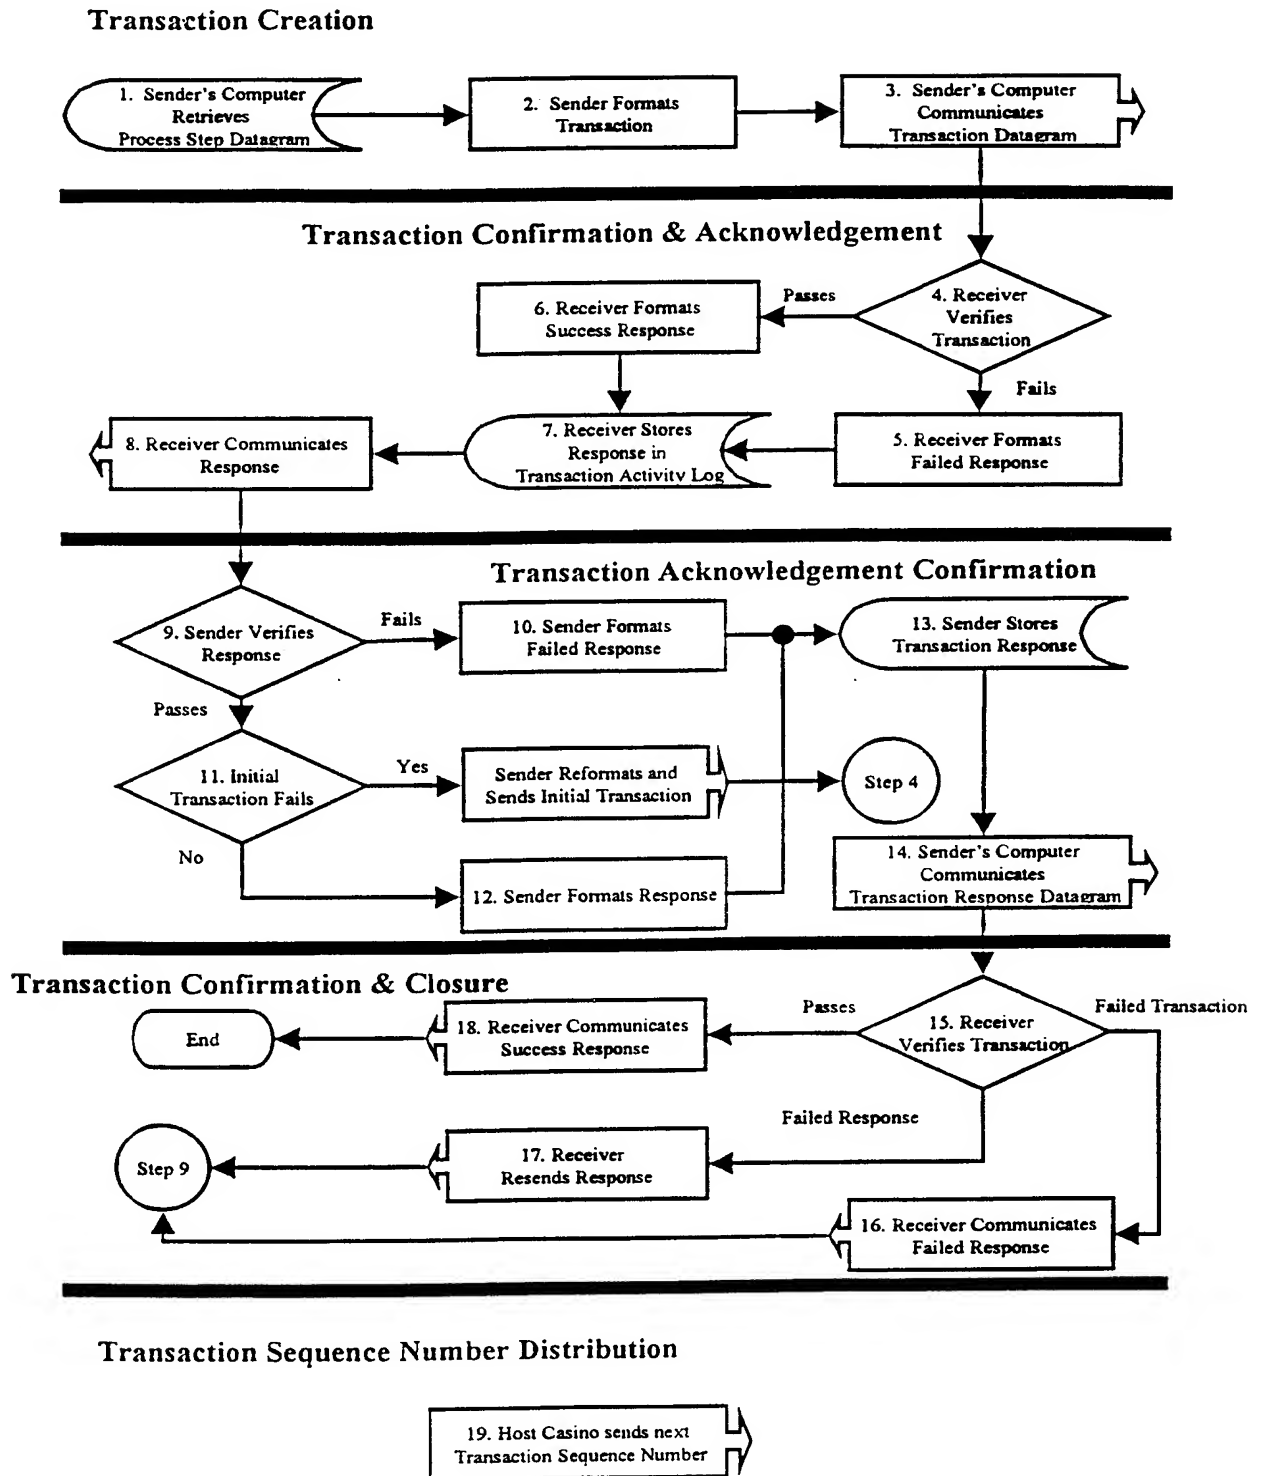 Transaction Creation
1. Sender's Computer
Retrieves
Process Step Datagram
2. Sender Formats
Transaction
3. Sender's Computer
Communicates
Transaction Datagram
Transaction Confirmation & Acknowledgement
4. Receiver
Verifies
Transaction
Passes
6. Receiver Formats
Success Response
Fails
5. Receiver Formats
Failed Response
7. Receiver Stores
Response in
Transaction Activity Log
8. Receiver Communicates
Response
Transaction Acknowledgement Confirmation
9. Sender Verifies
Response
Fails
10. Sender Formats
Failed Response
13. Sender Stores
Transaction Response
Passes
11. Initial
Transaction Fails
Yes
Sender Reformats and
Sends Initial Transaction
Step 4
No
12. Sender Formats Response
14. Sender's Computer
Communicates
Transaction Response Datagram
Transaction Confirmation & Closure
15. Receiver
Verifies Transaction
Passes
Failed Transaction
18. Receiver Communicates
Success Response
End
Failed Response
17. Receiver
Resends Response
Step 9
16. Receiver Communicates
Failed Response
Transaction Sequence Number Distribution
19. Host Casino sends next
Transaction Sequence Number